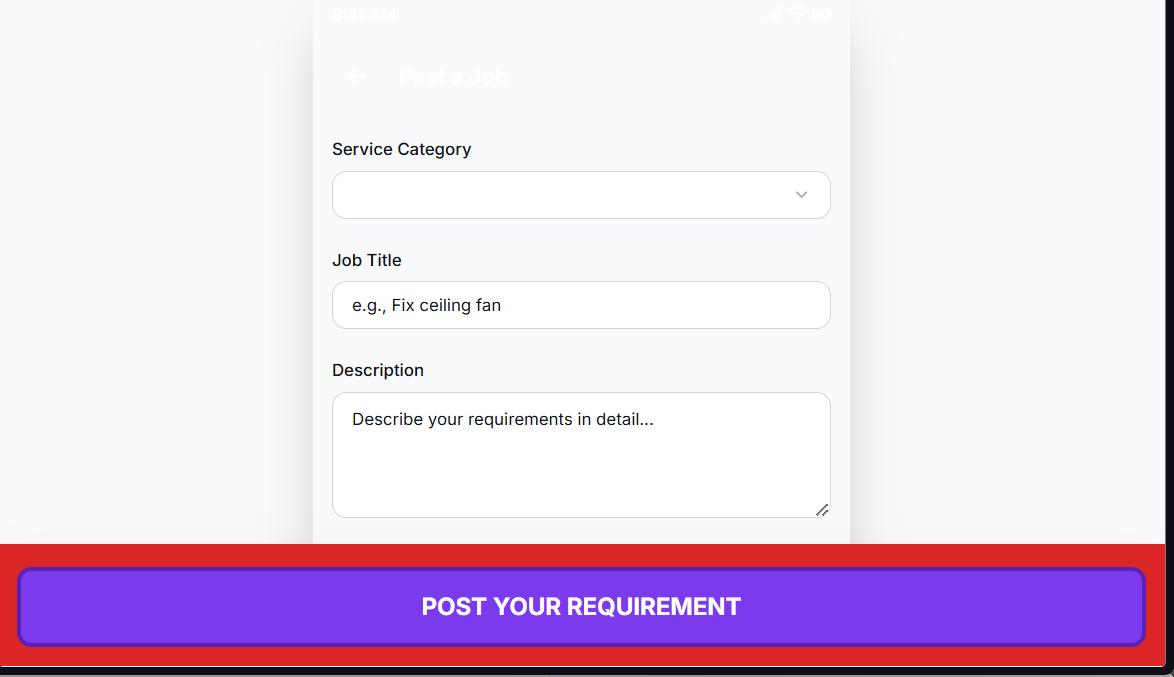 9:41 AM
Post a Job
Service Category
Job Title
e.g., Fix ceiling fan
Description
Describe your requirements in detail...
POST YOUR REQUIREMENT